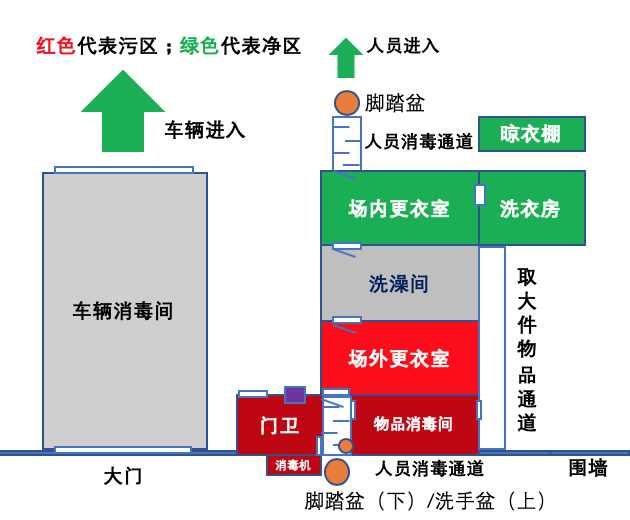 红色代表污区；绿色代表净区
人员进入
车辆进入
脚踏盆
人员消毒通道
晾衣棚
场内更衣室
洗衣房
洗澡间
车辆消毒间
取大件物品通道
场外更衣室
门卫
物品消毒间
消毒机
人员消毒通道
围墙
大门
脚踏盆（下）/洗手盆（上）